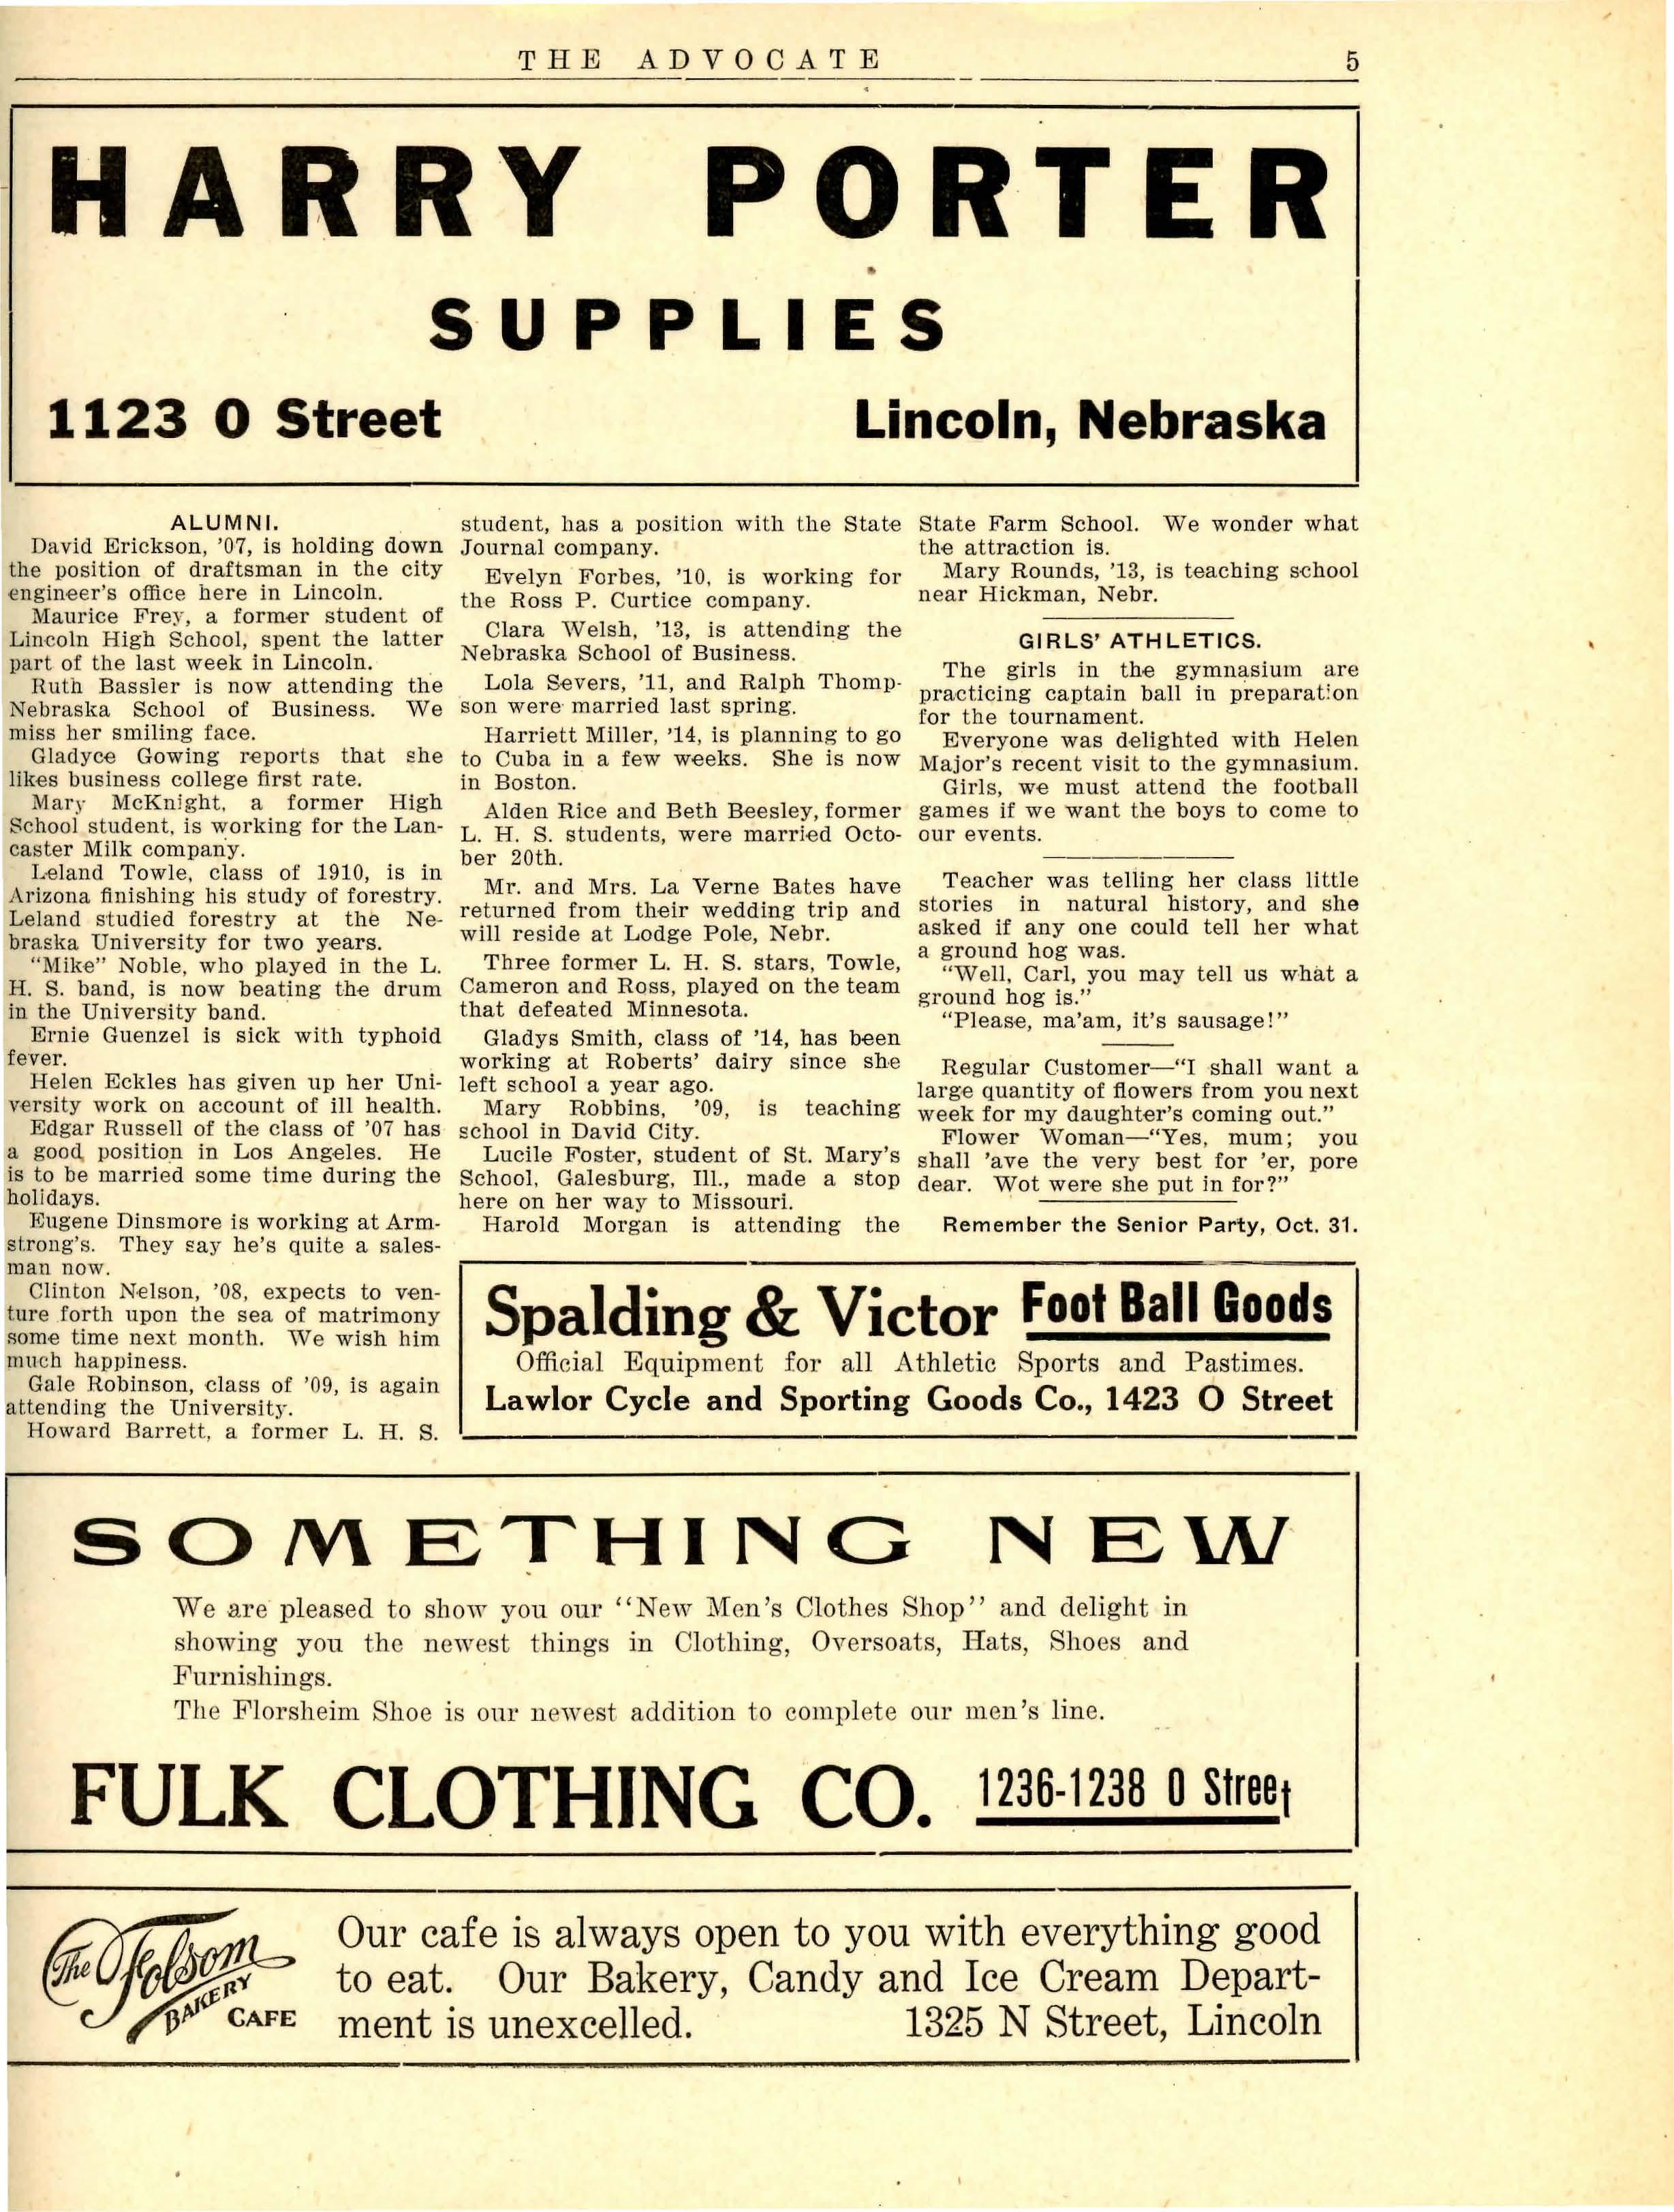 THE ADVOCATE 5
HARRY PORTER
SUPPLIES
1123 O Street Lincoln, Nebraska
ALUMNI.
David Erickson, '07, is holding down
the position of draftsman in the city
engineer's office here in Lincoln.
Maurice Frey, a former student of
Lincoln High School, spent the latter
part of the last week in Lincoln.
Ruth Bassler is now attending the
Nebraska School of Business. We
miss her smiling face.
Gladyce Gowing reports that she
likes business college first rate.
Mary McKnight, a former High
School student, is working for the Lan-
caster Milk company.
Leland Towle, class of 1910, is in
Arizona finishing his study of forestry.
Leland studied forestry at the Ne-
braska University for two years.
"Mike" Noble, who played in the L.
H. S. band, is now beating the drum
in the University band.
Ernie Guenzel is sick with typhoid
fever.
Helen Eckles has given up her Uni-
versity work on account of ill health.
Edgar Russell of the class of '07 has
a good position in Los Angeles. He
is to be married some time during the
holidays.
Eugene Dinsmore is working at Arm-
strong's. They say he's quite a sales-
man now.
Clinton Nelson, '08, expects to ven-
ture forth upon the sea of matrimony
some time next month. We wish him
much happiness.
Gale Robinson, class of '09, is again
attending the University.
Howard Barrett, a former L. H. S.
student, has a position with the State
Journal company.
Evelyn Forbes, '10, is working for
the Ross P. Curtice company.
Clara Welsh, '13, is attending the
Nebraska School of Business.
Lola Severs, '11, and Ralph Thomp-
son were married last spring.
Harriett Miller, '14, is planning to go
to Cuba in a few weeks. She is now
in Boston.
Alden Rice and Beth Beesley, former
L. H. S. students, were married Octo-
ber 20th.
Mr. and Mrs. La Verne Bates have
returned from their wedding trip and
will reside at Lodge Pole, Nebr.
Three former L. H. S. stars, Towle,
Cameron and Ross, played on the team
that defeated Minnesota.
Gladys Smith, class of '14, has been
working at Roberts' dairy since she
left school a year ago.
Mary Robbins, '09, is teaching
school in David City.
Lucile Foster, student of St. Mary's
School, Galesburg, Ill., made a stop
here on her way to Missouri.
Harold Morgan is attending the
State Farm School. We wonder what
the attraction is.
Mary Rounds, '13, is teaching school
near Hickman, Nebr.
GIRLS' ATHLETICS.
The girls in the gymnasium are
practicing captain ball in preparation
for the tournament.
Everyone was delighted with Helen
Major's recent visit to the gymnasium.
Girls, we must attend the football
games if we want the boys to come to
our events.
Teacher was telling her class little
stories in natural history, and she
asked if any one could tell her what
a ground hog was.
"Well, Carl, you may tell us what a
ground hog is."
"Please, ma'am, it's sausage!"
Regular Customer—"I shall want a
large quantity of flowers from you next
week for my daughter's coming out."
Flower Woman—"Yes, mum; you
shall 'ave the very best for 'er, pore
dear. Wot were she put in for?"
Remember the Senior Party, Oct. 31.
Spalding & Victor Foot Ball Goods
Official Equipment for all Athletic Sports and Pastimes.
Lawlor Cycle and Sporting Goods Co., 1423 O Street
SOMETHING NEW
We are pleased to show you our "New Men's Clothes Shop" and delight in
showing you the newest things in Clothing, Oversoats, Hats, Shoes and
Furnishings.
The Florsheim Shoe is our newest addition to complete our men's line.
FULK CLOTHING CO. 1236-1238 O Street
The Folsom
BAKERY
CAFE
Our cafe is always open to you with everything good
to eat. Our Bakery, Candy and Ice Cream Depart-
ment is unexcelled. 1325 N Street, Lincoln